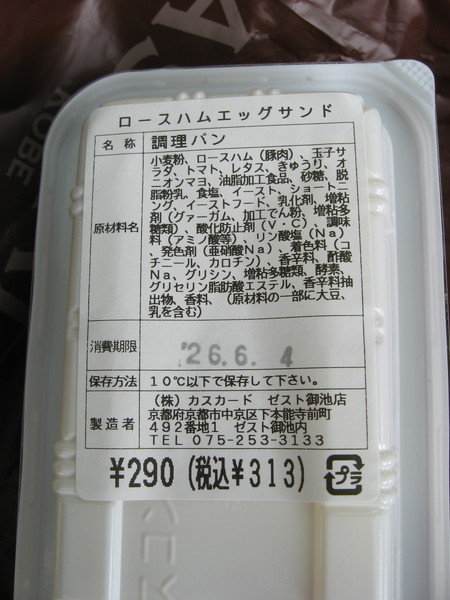 ロースハムエッグサンド
名称 調理パン
原材料名 小麦粉、ロースハム（豚肉）、玉子サ
ラダ、トマト、レタス、きゅうり、オ
ニオンマヨ、油脂加工食品、砂糖、脱
脂粉乳、食塩、イースト、ショートニ
ング、イーストフード、乳化剤、増粘
剤（グァーガム、加工でん粉、増粘多
糖類）、酸化防止剤（V・C）、調味
料（アミノ酸等）、リン酸塩（Na）
、発色剤（亜硝酸Na）、着色料（コ
チニール、カロチン）、香辛料、酢酸
Na、グリシン、増粘多糖類、酵素、
グリセリン脂肪酸エステル、香辛料抽
出物、香料、（原材料の一部に大豆、
乳を含む）
消費期限 '26.6.4
保存方法 10℃以下で保存して下さい。
製造者 （株）カスカード ゼスト御池店
京都府京都市中京区下本能寺前町
492番地1 ゼスト御池内
TEL 075-253-3133
¥290（税込¥313） プラ
KOBE